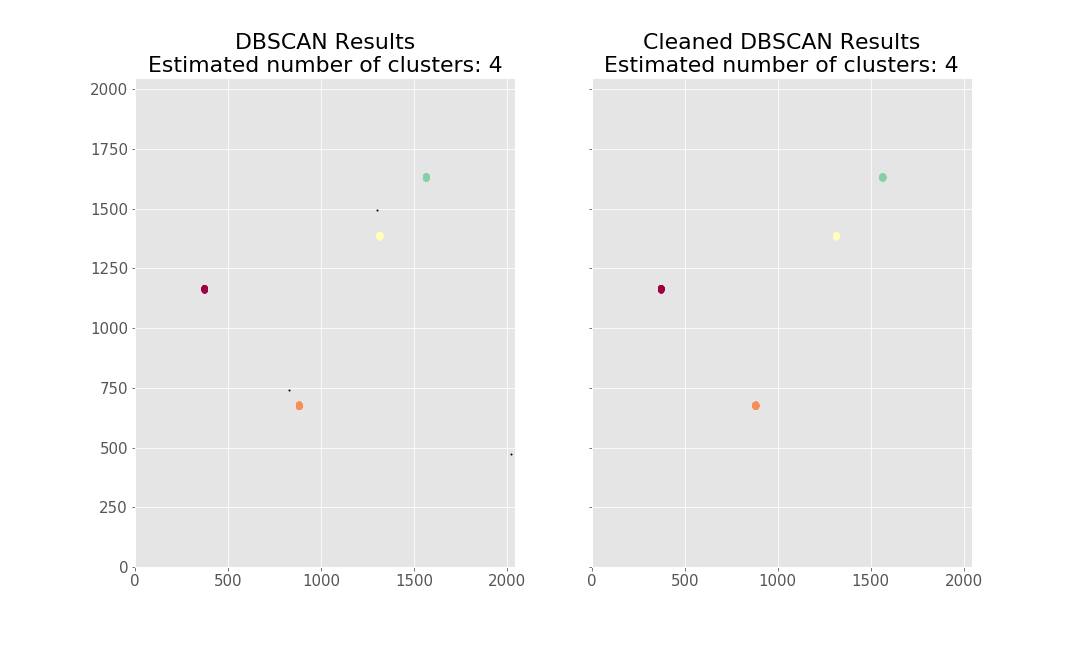 DBSCAN Results
Estimated number of clusters: 4
2000
1750
1500
1250
1000
750
500
250
0
0 500 1000 1500 2000
Cleaned DBSCAN Results
Estimated number of clusters: 4
0 500 1000 1500 2000